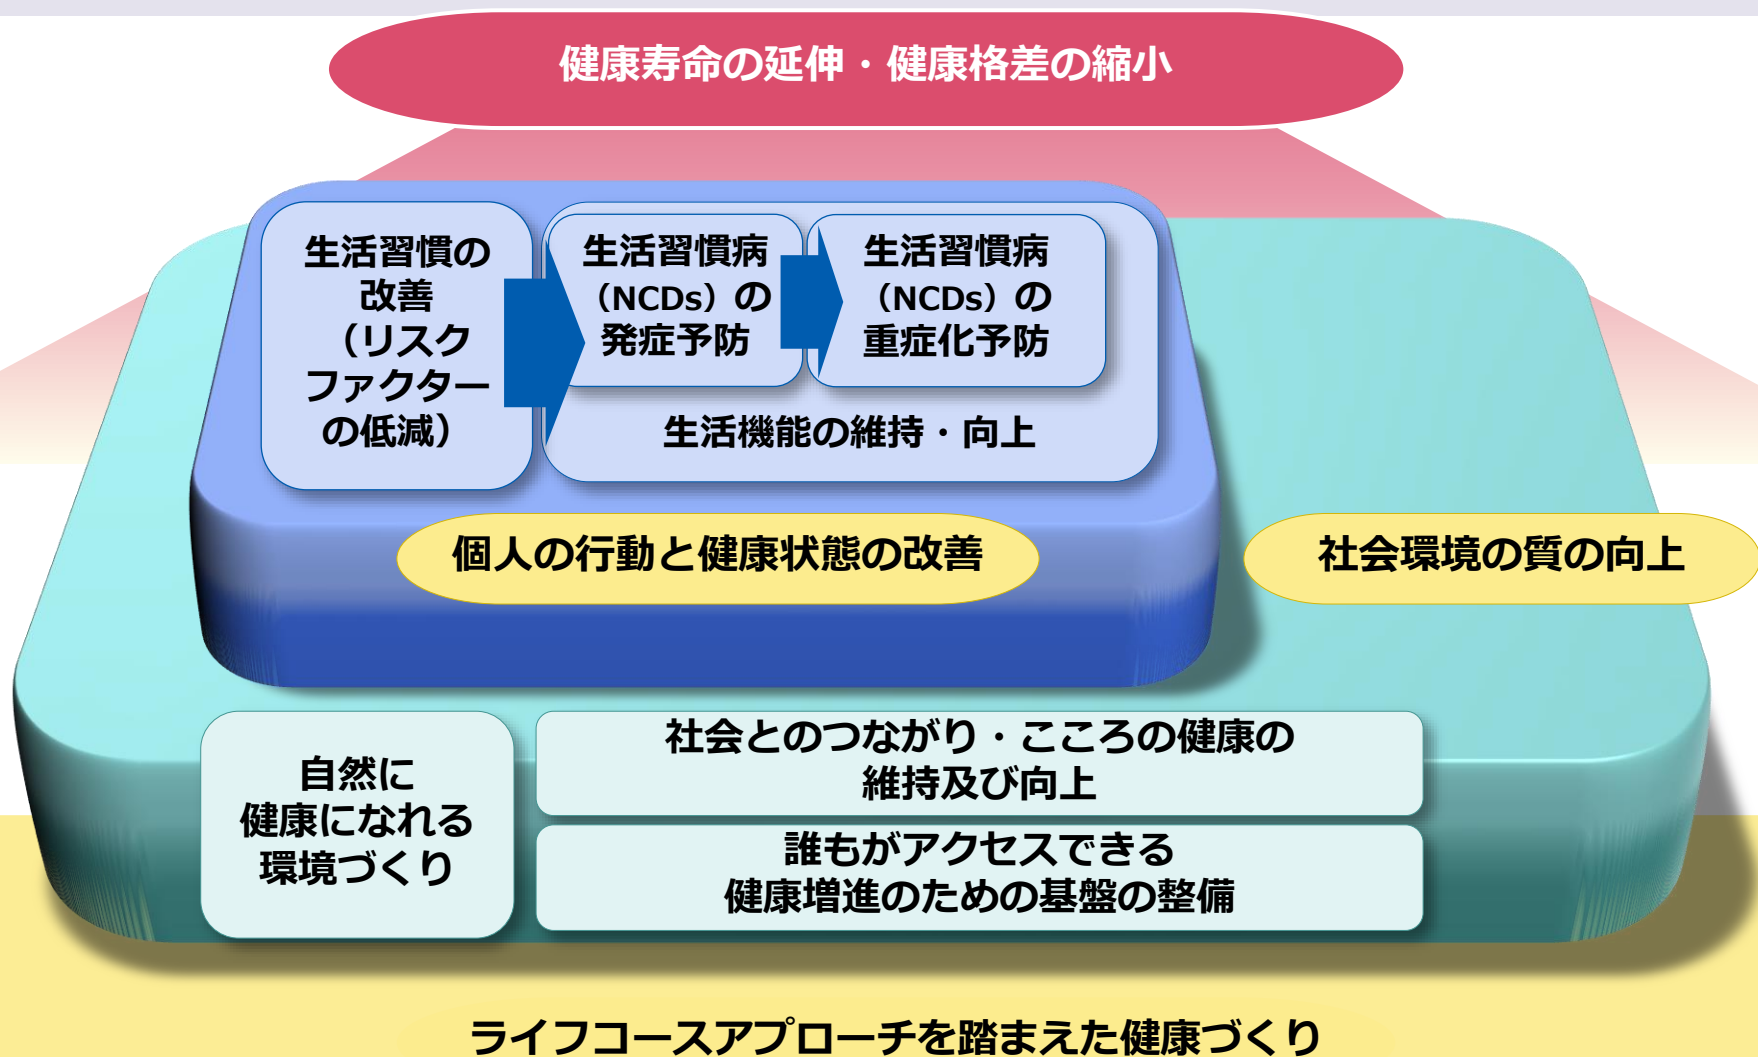 健康寿命の延伸・健康格差の縮小
生活習慣の
改善
（リスク
ファクター
の低減）
生活習慣病
（NCDs）の
発症予防
生活習慣病
（NCDs）の
重症化予防
生活機能の維持・向上
個人の行動と健康状態の改善
社会環境の質の向上
自然に
健康になれる
環境づくり
社会とのつながり・こころの健康の
維持及び向上
誰もがアクセスできる
健康増進のための基盤の整備
ライフコースアプローチを踏まえた健康づくり